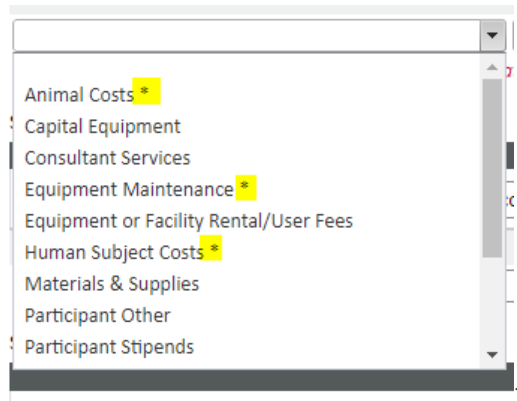 Animal Costs *
Capital Equipment
Consultant Services
Equipment Maintenance *
Equipment or Facility Rental/User Fees
Human Subject Costs *
Materials & Supplies
Participant Other
Participant Stipends